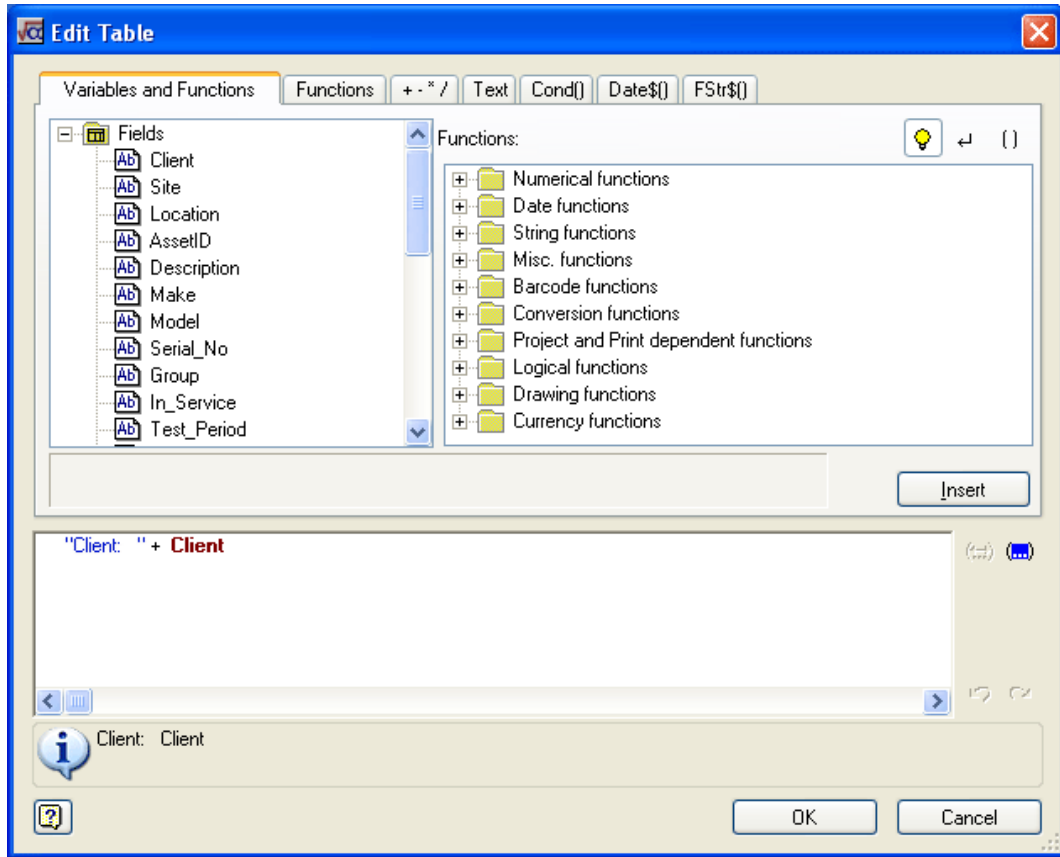 Edit Table
Variables and Functions Functions + - * / Text Cond() Date$() FStr$()
Fields
Client
Site
Location
AssetID
Description
Make
Model
Serial_No
Group
In_Service
Test_Period
Functions:
()
Numerical functions
Date functions
String functions
Misc. functions
Barcode functions
Conversion functions
Project and Print dependent functions
Logical functions
Drawing functions
Currency functions
Insert
"Client:  " + Client
Client:  Client
OK Cancel